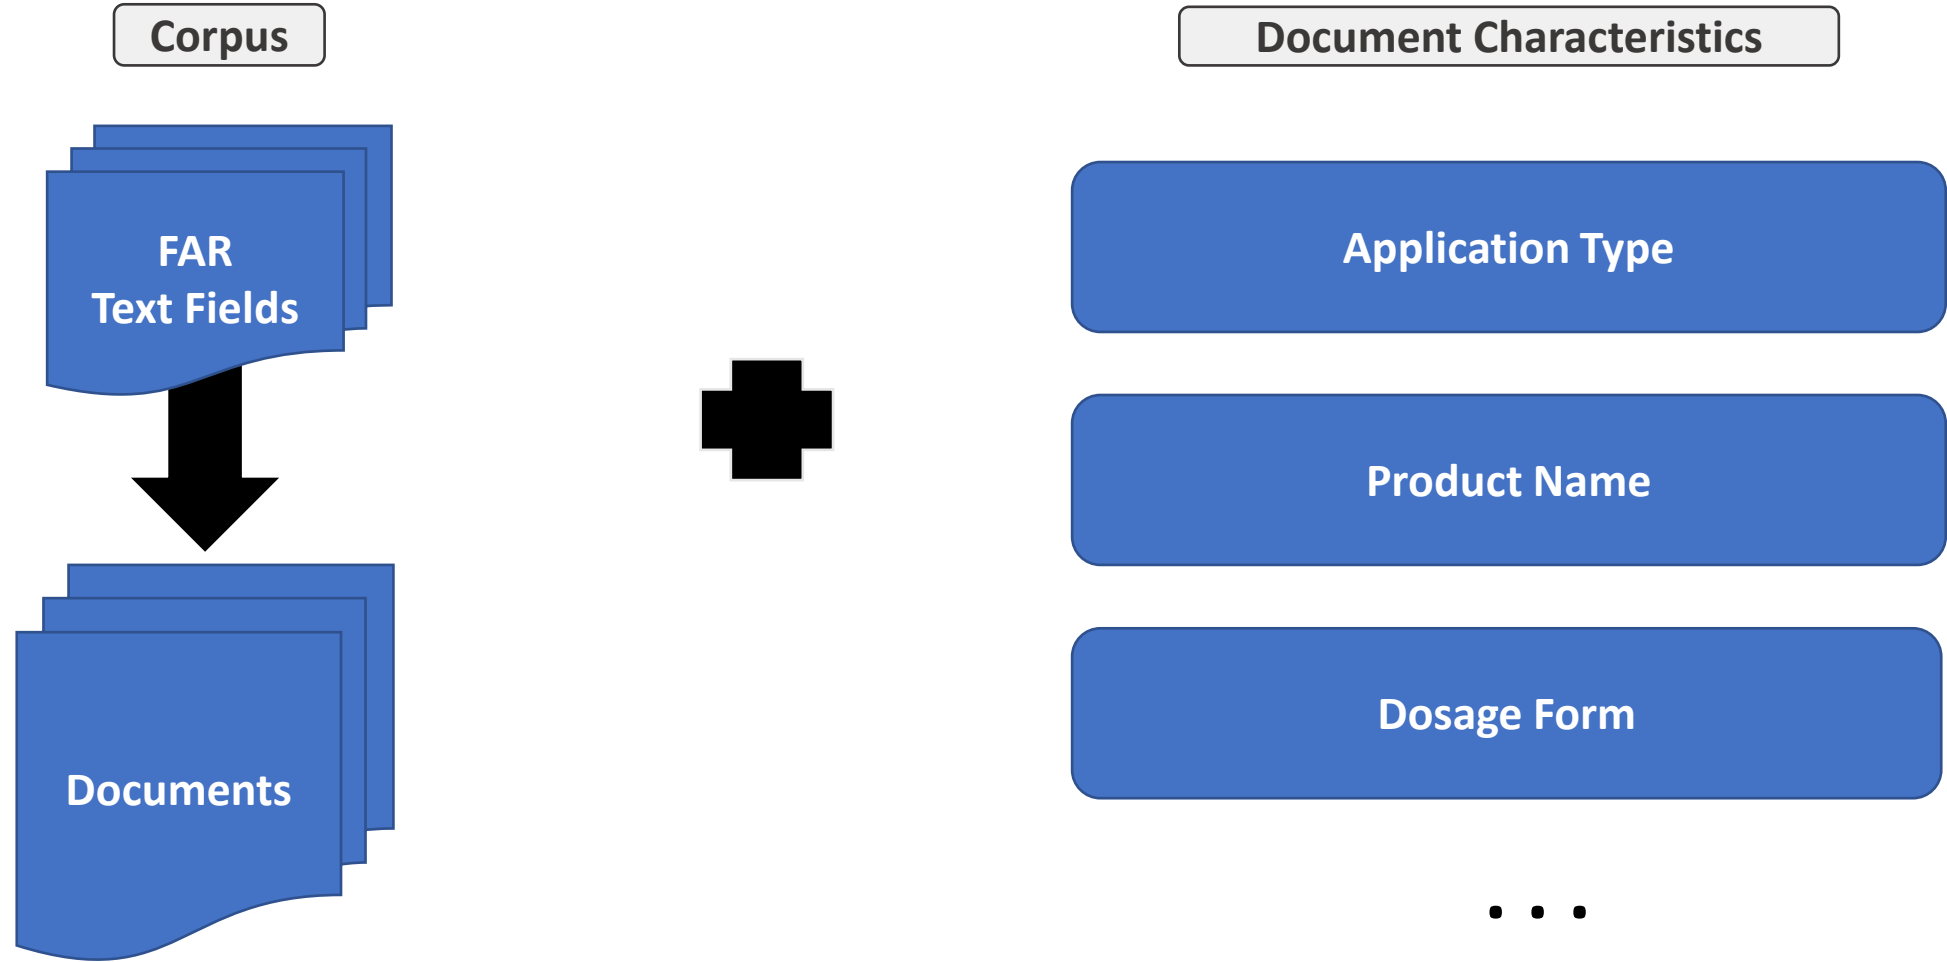 Corpus
Document Characteristics
FAR
Text Fields
Documents
Application Type
Product Name
Dosage Form
. . .